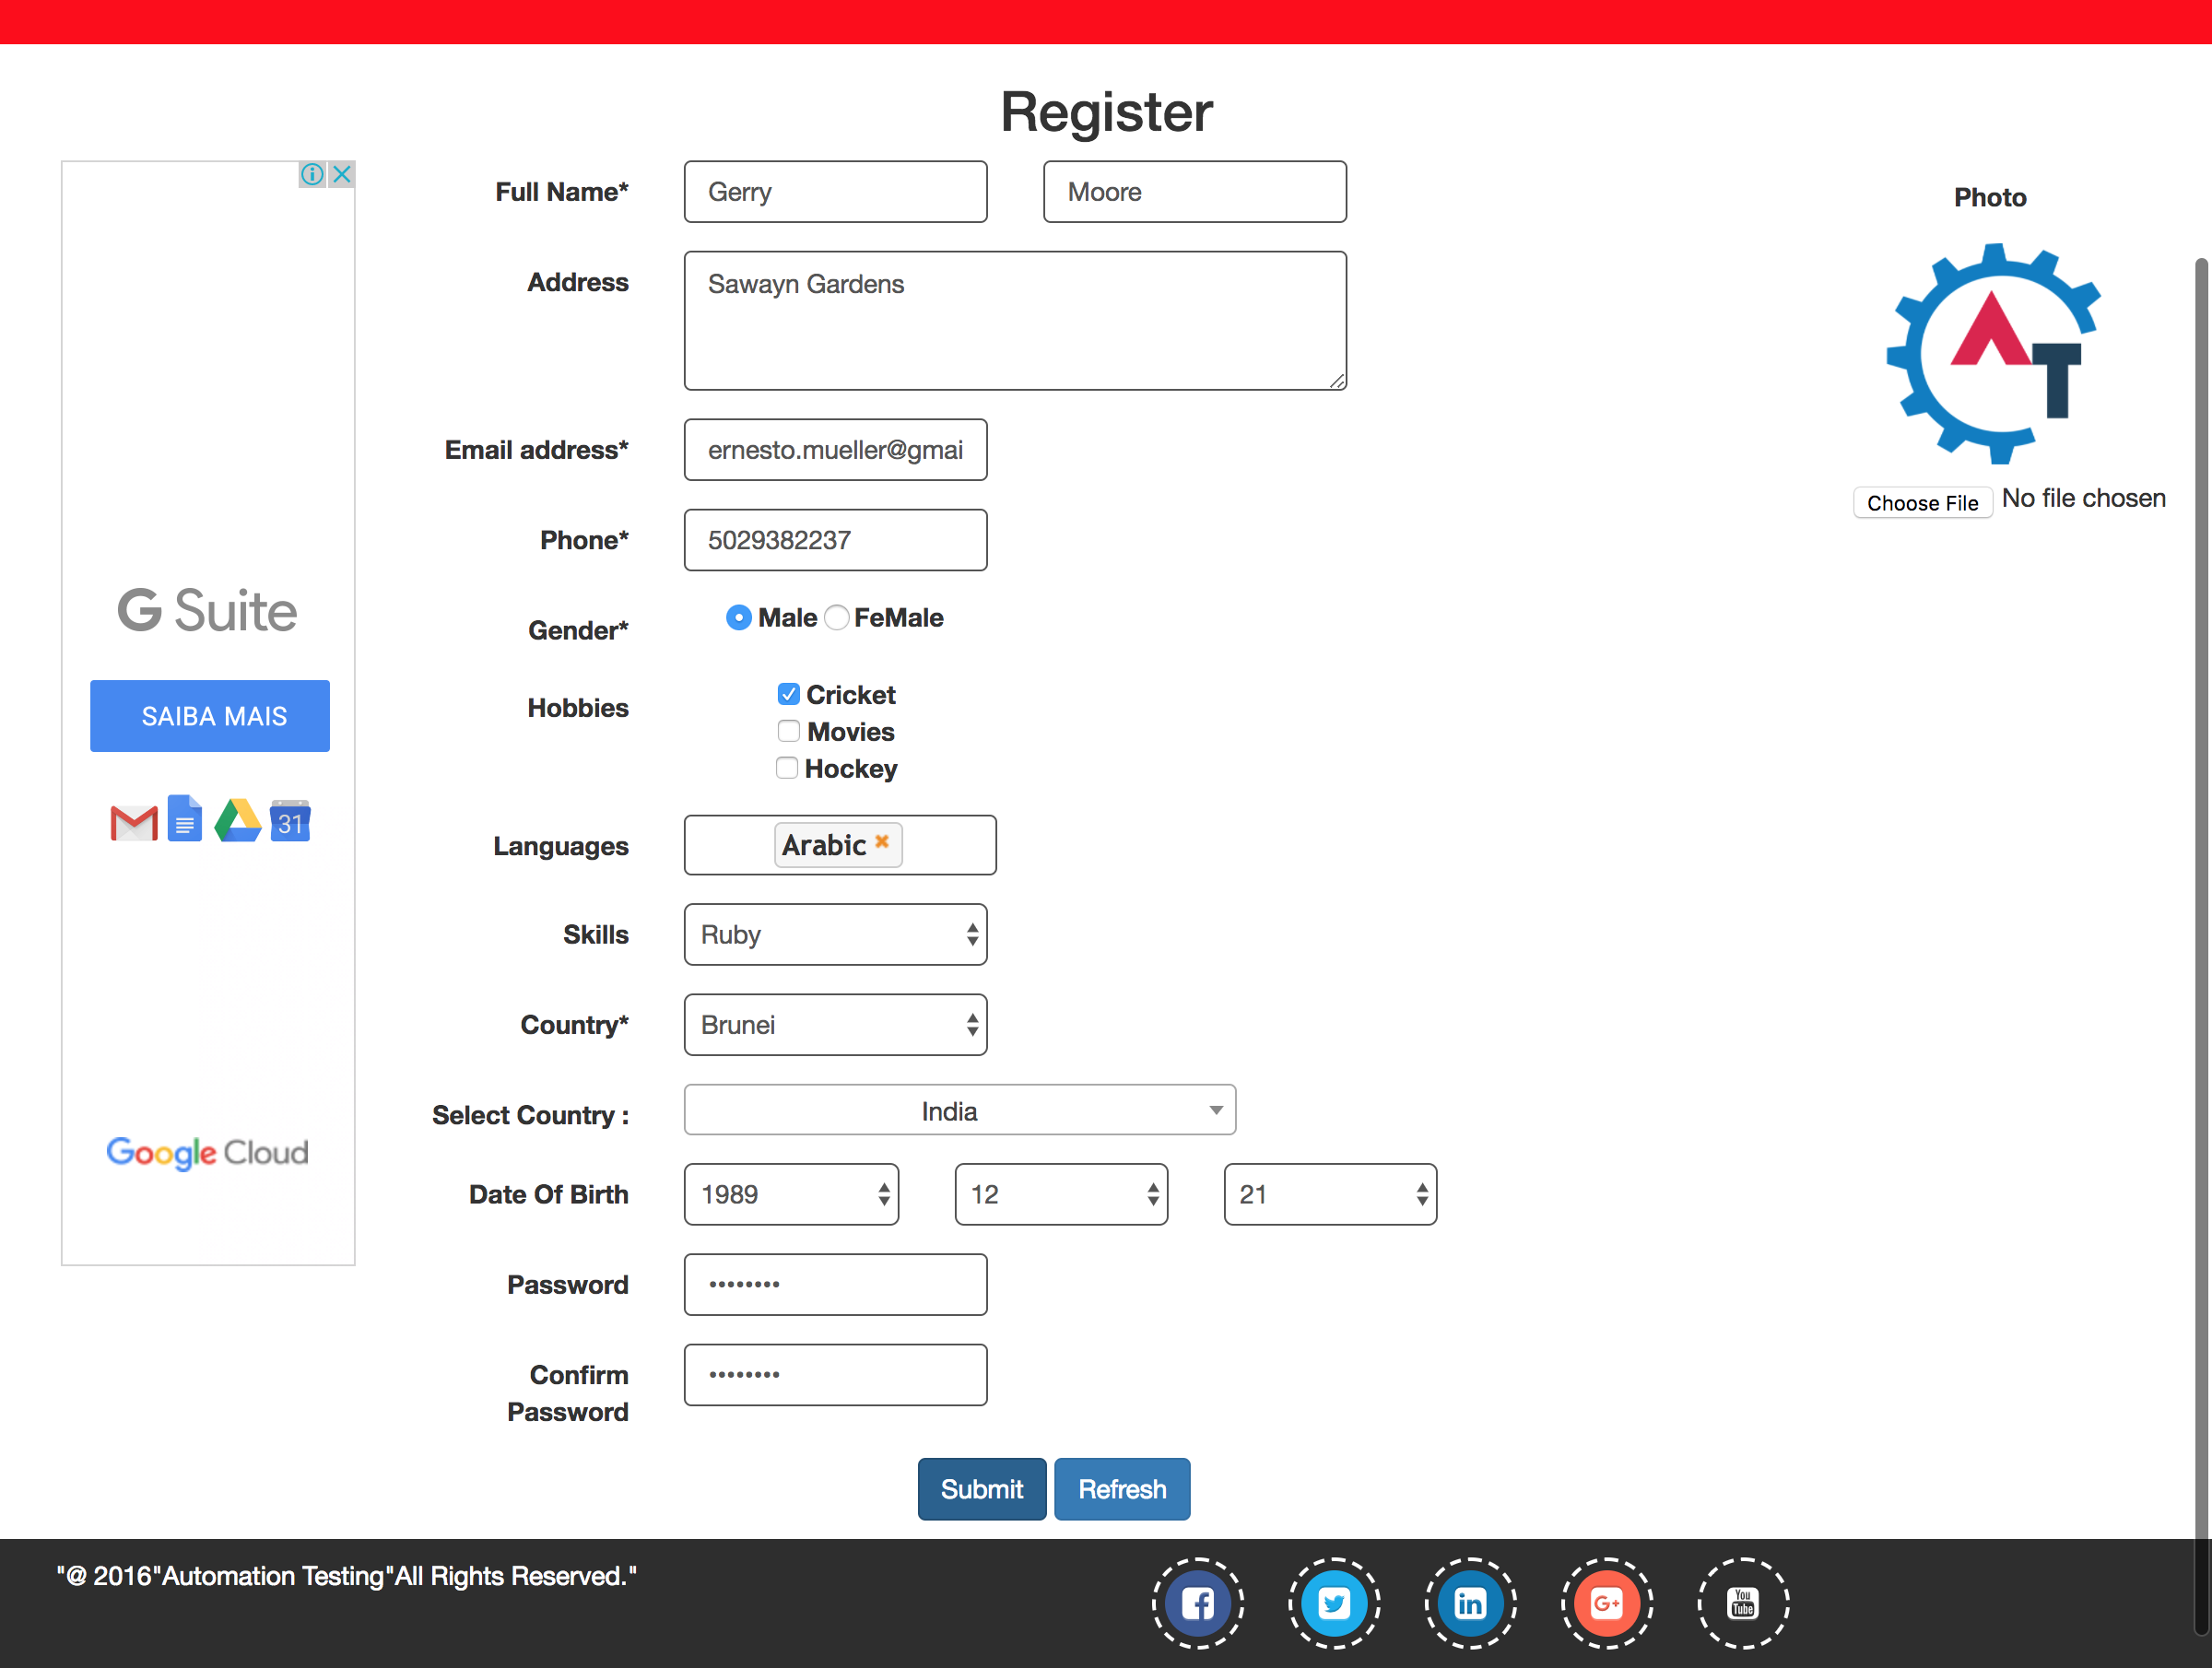 Register
Full Name*
Gerry
Moore
Photo
Address
Sawayn Gardens
Email address*
ernesto.mueller@gmai
Choose File No file chosen
Phone*
5029382237
G Suite
Gender*
Male FeMale
SAIBA MAIS
Hobbies
Cricket
Movies
Hockey
31
Languages
Arabic
Skills
Ruby
Country*
Brunei
Select Country :
India
Google Cloud
Date Of Birth
1989
12
21
Password
••••••••
Confirm
Password
••••••••
Submit
Refresh
"@ 2016"Automation Testing"All Rights Reserved."
f
in
G+
You
Tube